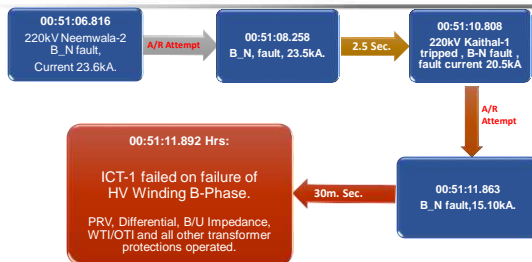 00:51:06.816
220kV Neemwala-2
B_N fault,
Current 23.6kA.
A/R Attempt
00:51:08.258
B_N, fault, 23.5kA.
2.5 Sec.
00:51:10.808
220kV Kaithal-1
tripped , B-N fault ,
fault current 20.5kA
A/R
Attempt
00:51:11.863
B_N fault,15.10kA.
30m. Sec.
00:51:11.892 Hrs:
ICT-1 failed on failure of
HV Winding B-Phase.
PRV, Differential, B/U Impedance,
WTI/OTI and all other transformer
protections operated.